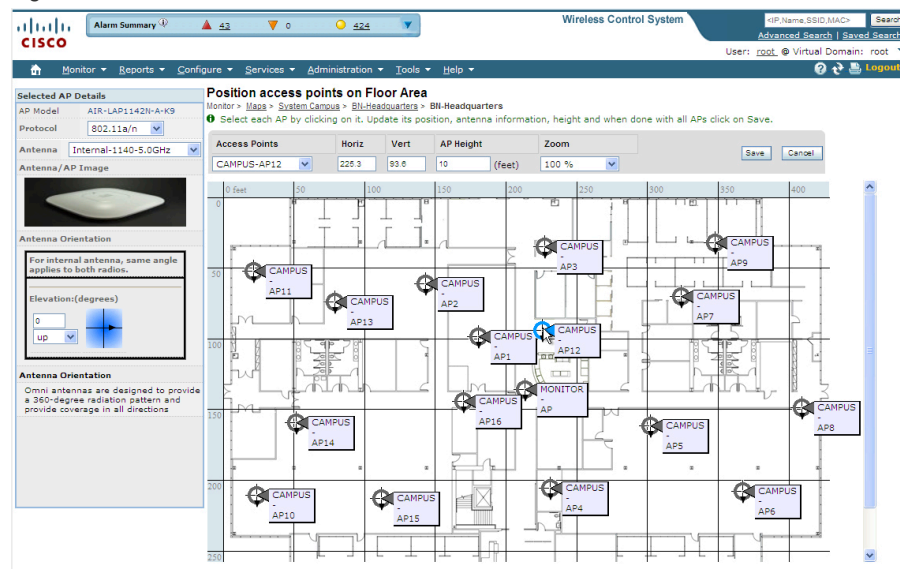 Alarm Summary 43 0 424
Wireless Control System
<IP,Name,SSID,MAC> Search
Advanced Search | Saved Search
CISCO
User: root @ Virtual Domain: root
Monitor Reports Configure Services Administration Tools Help Logout
Selected AP Details
AP Model AIR-LAP1142N-A-K9
Protocol 802.11a/n
Antenna Internal-1140-5.0GHz
Antenna/AP Image
Antenna Orientation
For internal antenna, same angle
applies to both radios.
Elevation:(degrees)
0
up
Antenna Orientation
Omni antennas are designed to provide
a 360-degree radiation pattern and
provide coverage in all directions
Position access points on Floor Area
Monitor > Maps > System Campus > BN-Headquarters > BN-Headquarters
Select each AP by clicking on it. Update its position, antenna information, height and when done with all APs click on Save.
Access Points Horiz Vert AP Height Zoom
CAMPUS-AP12 225.3 93.6 10 (feet) 100 %
Save Cancel
0 feet 50 100 150 200 250 300 350 400
0
50
100
150
200
250
CAMPUS
-
AP3
CAMPUS
-
AP9
CAMPUS
-
AP11
CAMPUS
-
AP2
CAMPUS
-
AP13
CAMPUS
-
AP7
CAMPUS
-
AP1
CAMPUS
-
AP12
MONITOR
-
AP
CAMPUS
-
AP16
CAMPUS
-
AP8
CAMPUS
-
AP14
CAMPUS
-
AP5
CAMPUS
-
AP10
CAMPUS
-
AP15
CAMPUS
-
AP4
CAMPUS
-
AP6